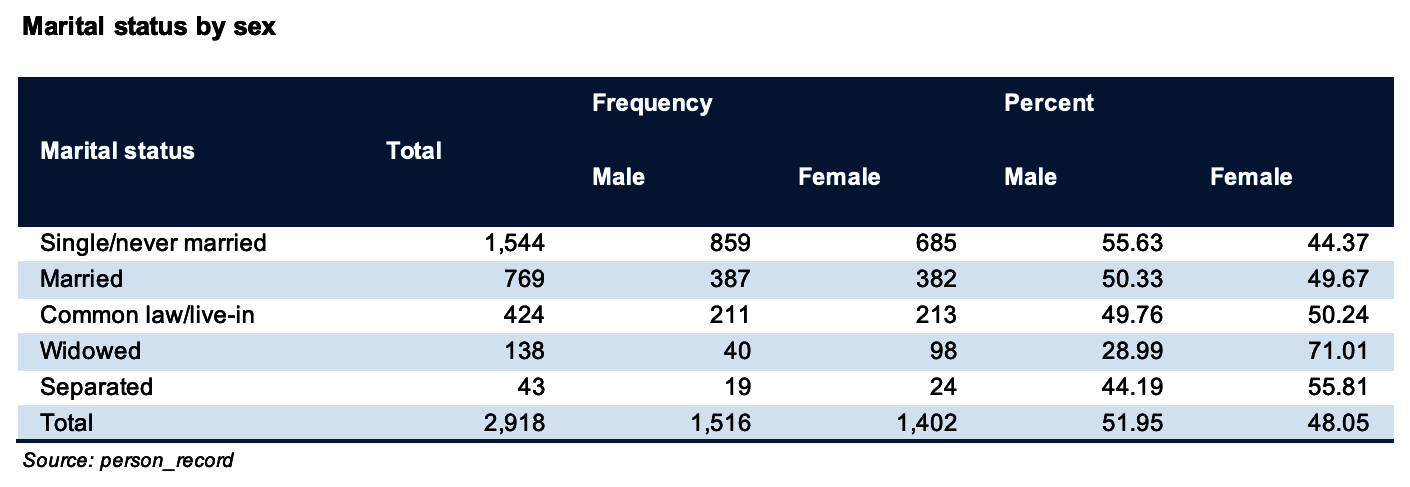 Marital status by sex
Frequency Percent
Marital status Total
Male Female Male Female
Single/never married 1,544 859 685 55.63 44.37
Married 769 387 382 50.33 49.67
Common law/live-in 424 211 213 49.76 50.24
Widowed 138 40 98 28.99 71.01
Separated 43 19 24 44.19 55.81
Total 2,918 1,516 1,402 51.95 48.05
Source: person_record